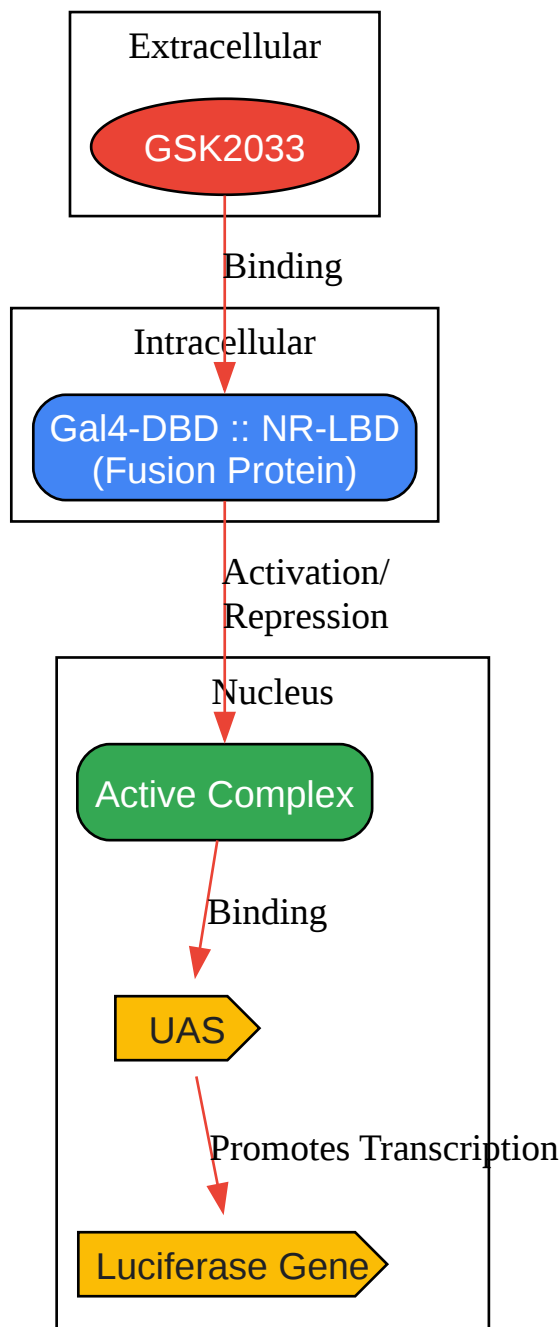 Extracellular
GSK2033
Binding
Intracellular
Gal4-DBD :: NR-LBD
(Fusion Protein)
Activation/
Repression
Nucleus
Active Complex
Binding
UAS
Promotes Transcription
Luciferase Gene